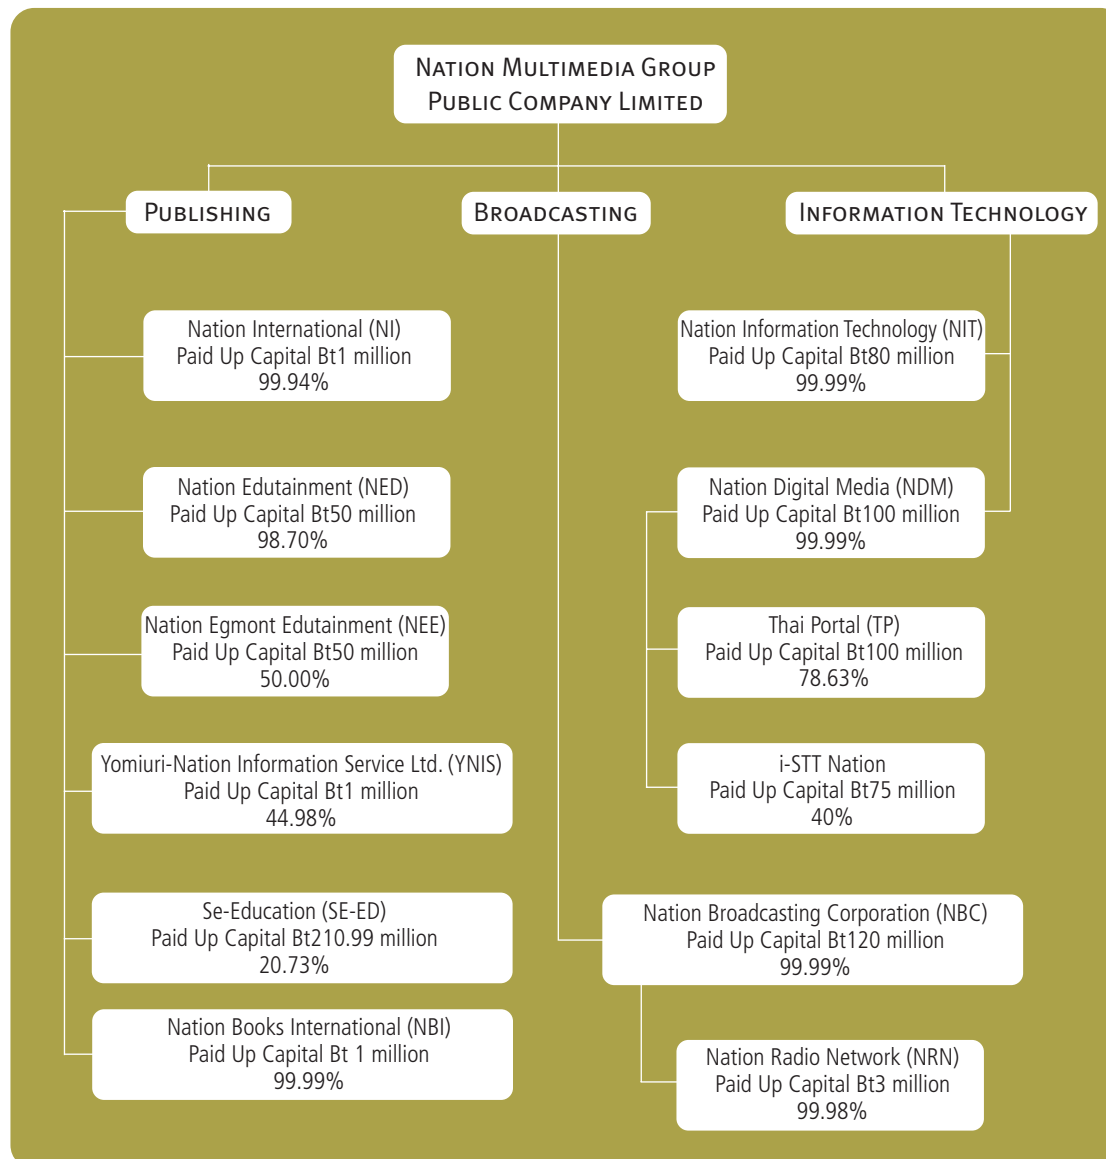 NATION MULTIMEDIA GROUP
PUBLIC COMPANY LIMITED
PUBLISHING
BROADCASTING
INFORMATION TECHNOLOGY
Nation International (NI)
Paid Up Capital Bt1 million
99.94%
Nation Edutainment (NED)
Paid Up Capital Bt50 million
98.70%
Nation Egmont Edutainment (NEE)
Paid Up Capital Bt50 million
50.00%
Yomiuri-Nation Information Service Ltd. (YNIS)
Paid Up Capital Bt1 million
44.98%
Se-Education (SE-ED)
Paid Up Capital Bt210.99 million
20.73%
Nation Books International (NBI)
Paid Up Capital Bt 1 million
99.99%
Nation Information Technology (NIT)
Paid Up Capital Bt80 million
99.99%
Nation Digital Media (NDM)
Paid Up Capital Bt100 million
99.99%
Thai Portal (TP)
Paid Up Capital Bt100 million
78.63%
i-STT Nation
Paid Up Capital Bt75 million
40%
Nation Broadcasting Corporation (NBC)
Paid Up Capital Bt120 million
99.99%
Nation Radio Network (NRN)
Paid Up Capital Bt3 million
99.98%